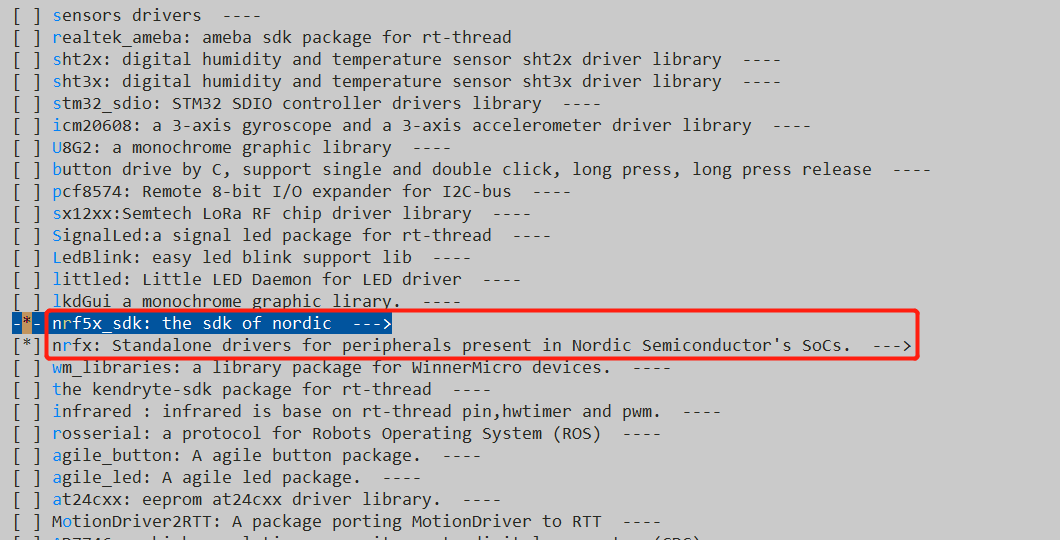 [ ] sensors drivers  ----
[ ] realtek_ameba: ameba sdk package for rt-thread
[ ] sht2x: digital humidity and temperature sensor sht2x driver library  ----
[ ] sht3x: digital humidity and temperature sensor sht3x driver library  ----
[ ] stm32_sdio: STM32 SDIO controller drivers library  ----
[ ] icm20608: a 3-axis gyroscope and a 3-axis accelerometer driver library  ----
[ ] U8G2: a monochrome graphic library  ----
[ ] button drive by C, support single and double click, long press, long press release  ----
[ ] pcf8574: Remote 8-bit I/O expander for I2C-bus  ----
[ ] sx12xx:Semtech LoRa RF chip driver library  ----
[ ] SignalLed:a signal led package for rt-thread  ----
[ ] LedBlink: easy led blink support lib  ----
[ ] littled: Little LED Daemon for LED driver  ----
[ ] lkdGui a monochrome graphic lirary.  ----
-*- nrf5x_sdk: the sdk of nordic  --->
[*] nrfx: Standalone drivers for peripherals present in Nordic Semiconductor's SoCs.  --->
[ ] wm_libraries: a library package for WinnerMicro devices.  ----
[ ] the kendryte-sdk package for rt-thread  ----
[ ] infrared : infrared is base on rt-thread pin,hwtimer and pwm.  ----
[ ] rosserial: a protocol for Robots Operating System (ROS)  ----
[ ] agile_button: A agile button package.  ----
[ ] agile_led: A agile led package.  ----
[ ] at24cxx: eeprom at24cxx driver library.  ----
[ ] MotionDriver2RTT: A package porting MotionDriver to RTT  ----